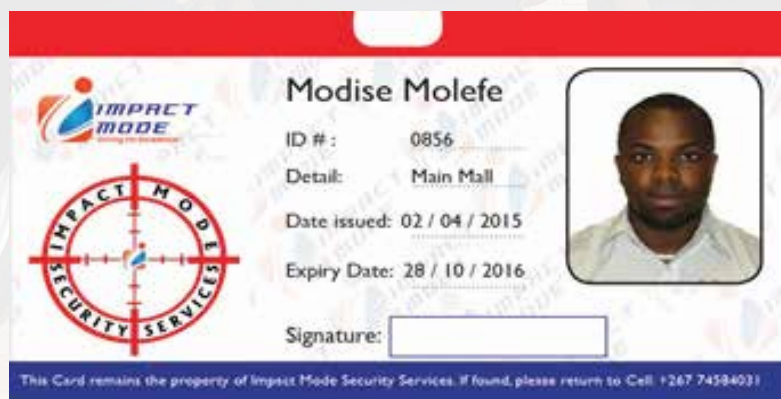 Modise Molefe
IMPACT
MODE
ID # : 0856
Detail: Main Mall
Date issued: 02 / 04 / 2015
Expiry Date: 28 / 10 / 2016
Signature:
IMPACT MODE
SECURITY SERVICES
This Card remains the property of Impact Mode Security Services. If found, please return to Cell: +267 74584031